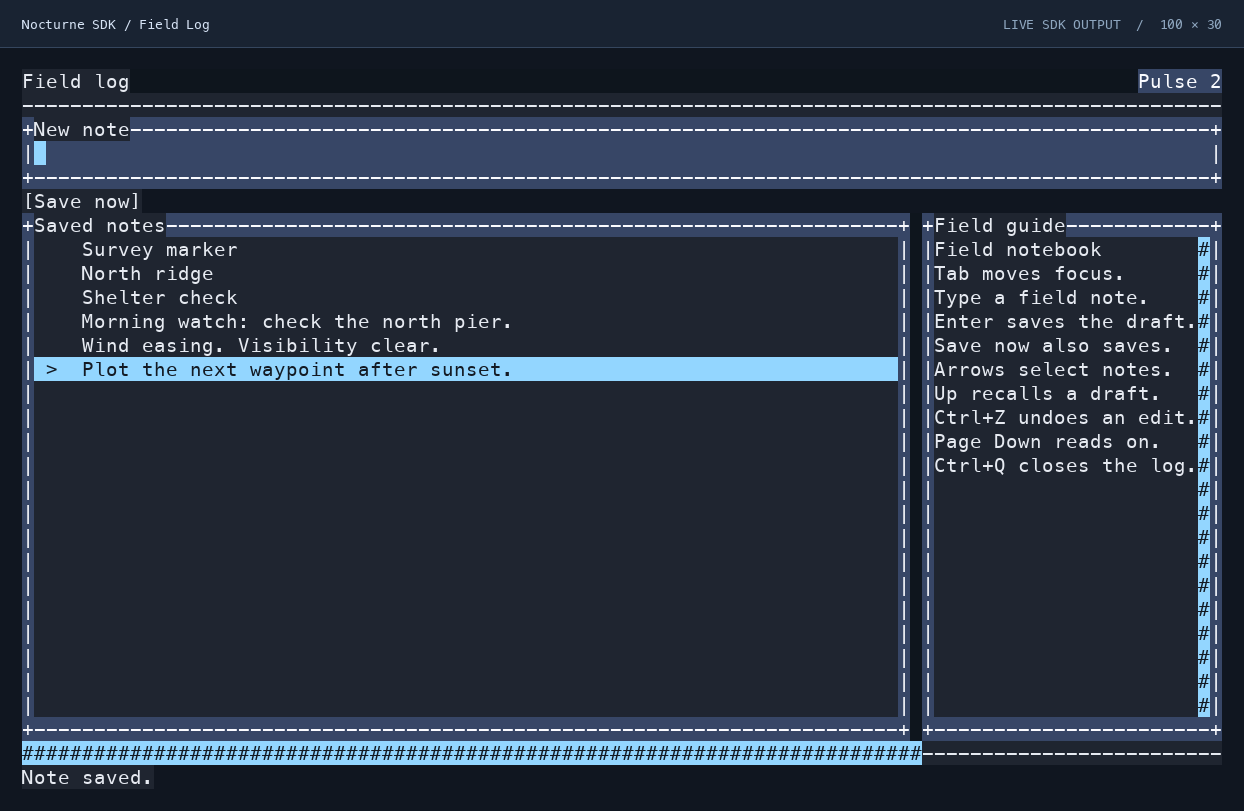 Nocturne SDK / Field Log
LIVE SDK OUTPUT / 100 × 30
Field log
Pulse 2
New note
[Save now]
Saved notes
Survey marker
North ridge
Shelter check
Morning watch: check the north pier.
Wind easing. Visibility clear.
> Plot the next waypoint after sunset.
Field guide
Field notebook
Tab moves focus.
Type a field note.
Enter saves the draft.
Save now also saves.
Arrows select notes.
Up recalls a draft.
Ctrl+Z undoes an edit.
Page Down reads on.
Ctrl+Q closes the log.
Note saved.